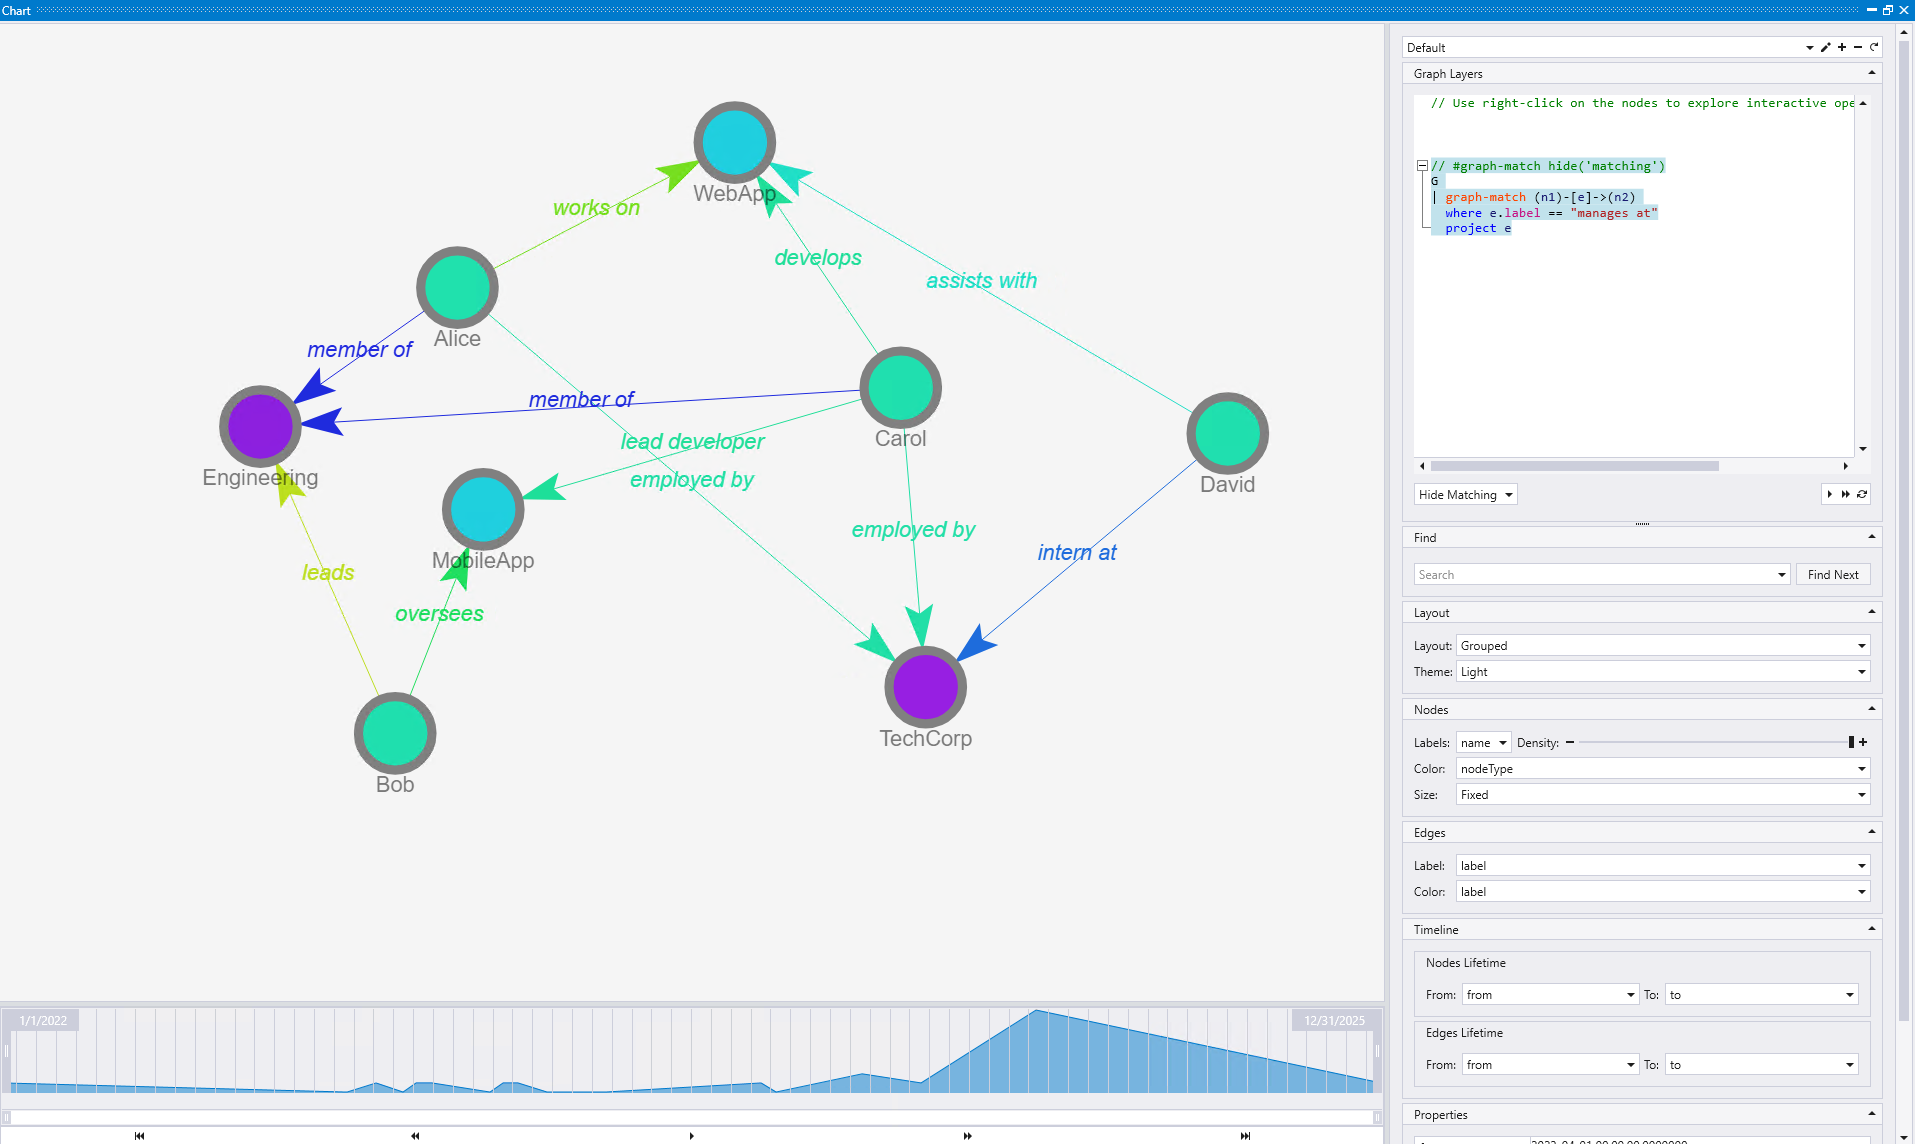 Chart
Default
Graph Layers
// Use right-click on the nodes to explore interactive ope
// #graph-match hide('matching')
G
| graph-match (n1)-[e]->(n2)
where e.label == "manages at"
project e
Hide Matching
Find
Search
Find Next
Layout
Layout: Grouped
Theme: Light
Nodes
Labels: name Density:
Color: nodeType
Size: Fixed
Edges
Label: label
Color: label
Timeline
Nodes Lifetime
From: from To: to
Edges Lifetime
From: from To: to
Properties
WebApp
works on
develops
assists with
Alice
member of
member of
Carol
lead developer
Engineering
employed by
David
MobileApp
employed by
intern at
leads
oversees
TechCorp
Bob
1/1/2022
12/31/2025